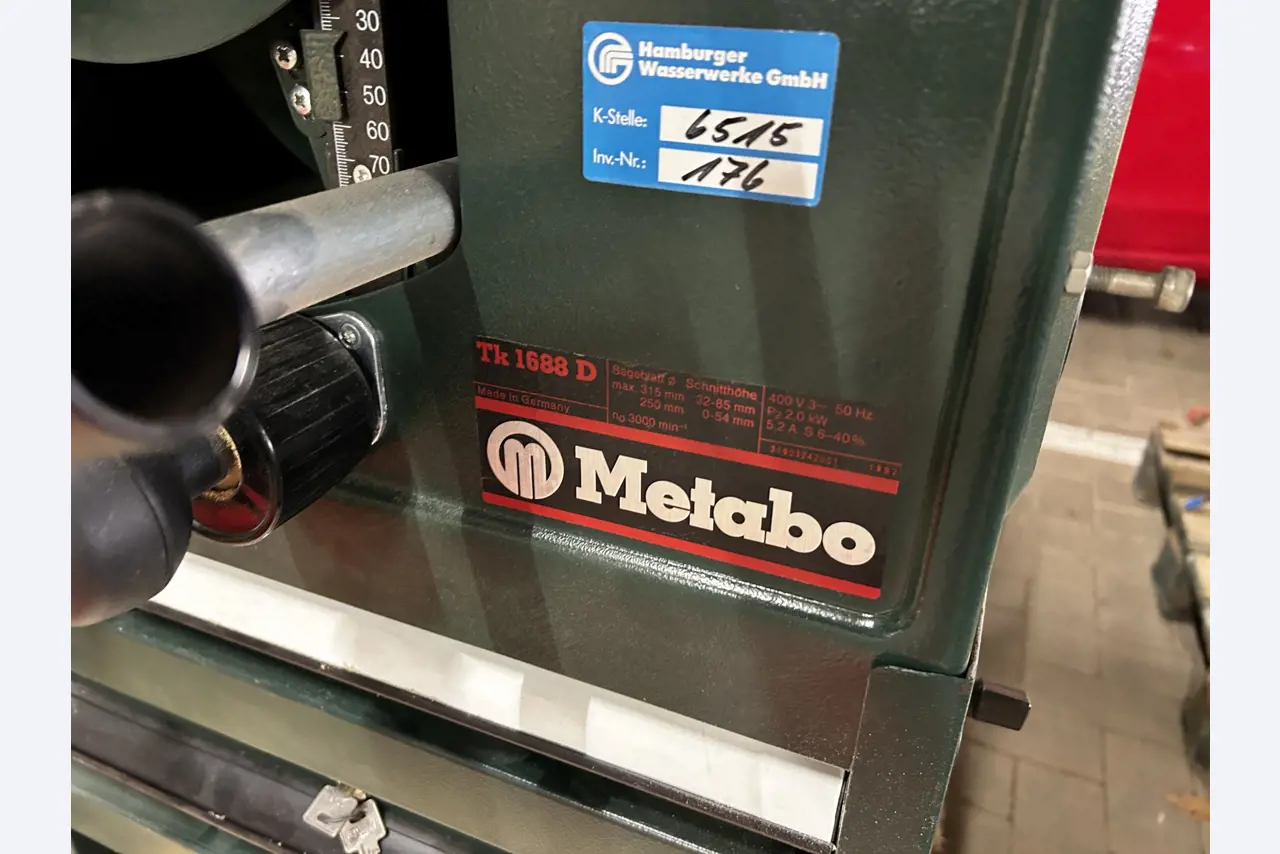 30
40
50
60
70
Hamburger
Wasserwerke GmbH
K-Stelle: 6515
Inv.-Nr.: 176
Tk 1688 D
Made in Germany
Sägeblatt ø Schnitthöhe
max. 315 mm 32-85 mm
250 mm 0-54 mm
n₀ 3000 min⁻¹
400 V 3~ 50 Hz
P₂ 2,0 kW
5,2 A S 6-40%
Metabo